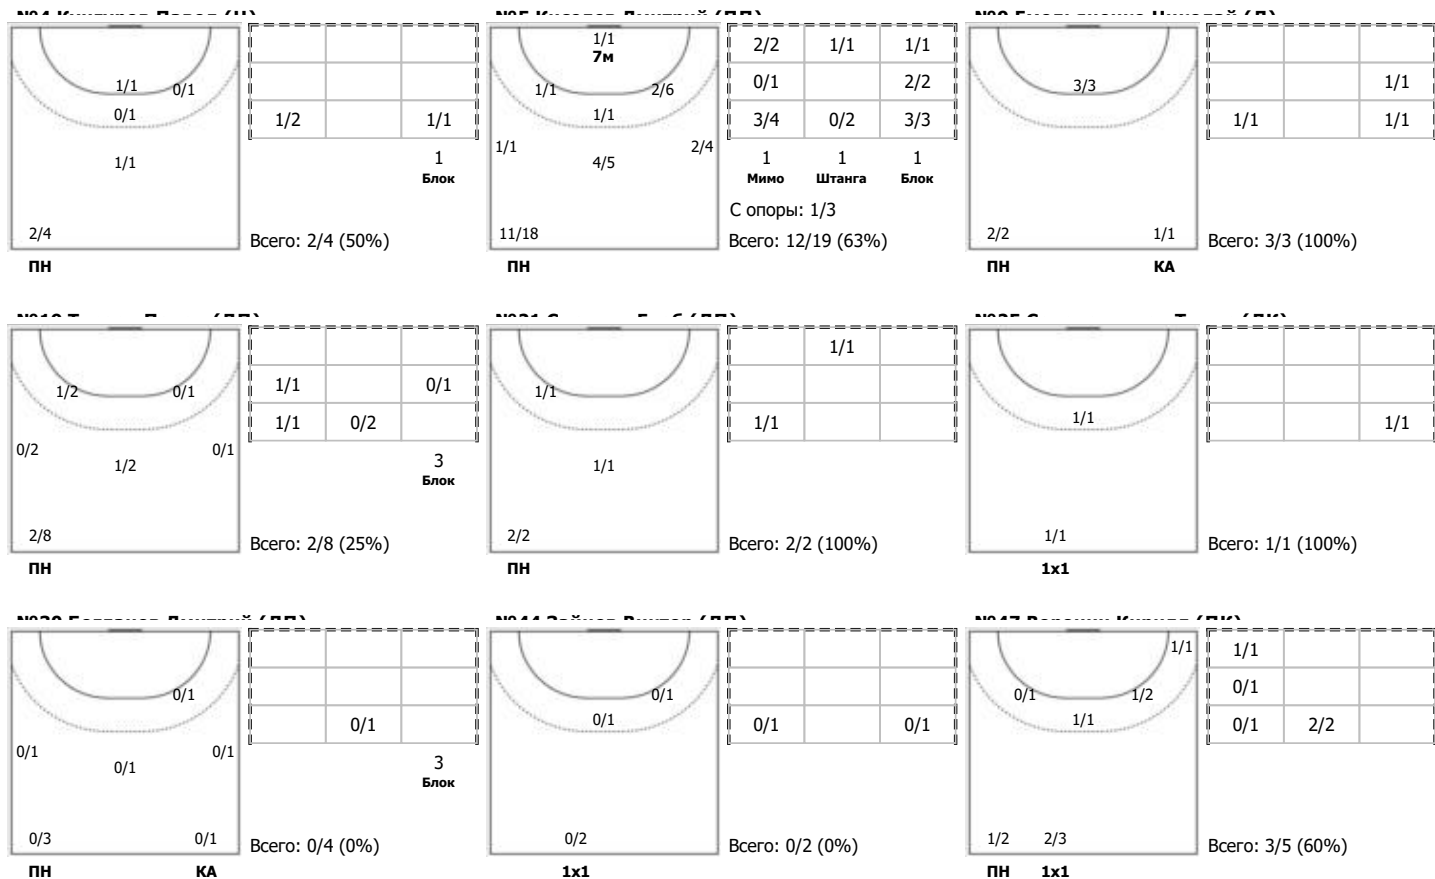 1/1
0/1
0/1
1/1
2/4
ПН
1/2 1/1
1
Блок
Всего: 2/4 (50%)
1/1
7м
1/1 2/6
1/1
1/1 2/4
4/5
11/18
ПН
2/2 1/1 1/1
0/1 2/2
3/4 0/2 3/3
1 1 1
Мимо Штанга Блок
С опоры: 1/3
Всего: 12/19 (63%)
3/3
2/2 1/1
ПН КА
1/1
1/1 1/1
Всего: 3/3 (100%)
1/2 0/1
0/2 0/1
1/2
2/8
ПН
1/1 0/1
1/1 0/2
3
Блок
Всего: 2/8 (25%)
1/1
1/1
2/2
ПН
1/1
1/1
Всего: 2/2 (100%)
1/1
1/1
1x1
1/1
Всего: 1/1 (100%)
0/1
0/1 0/1
0/1
0/3 0/1
ПН КА
0/1
3
Блок
Всего: 0/4 (0%)
0/1
0/1
0/2
1x1
0/1 0/1
Всего: 0/2 (0%)
1/1
0/1 1/2
1/1
1/2 2/3
ПН 1x1
1/1
0/1
0/1 2/2
Всего: 3/5 (60%)